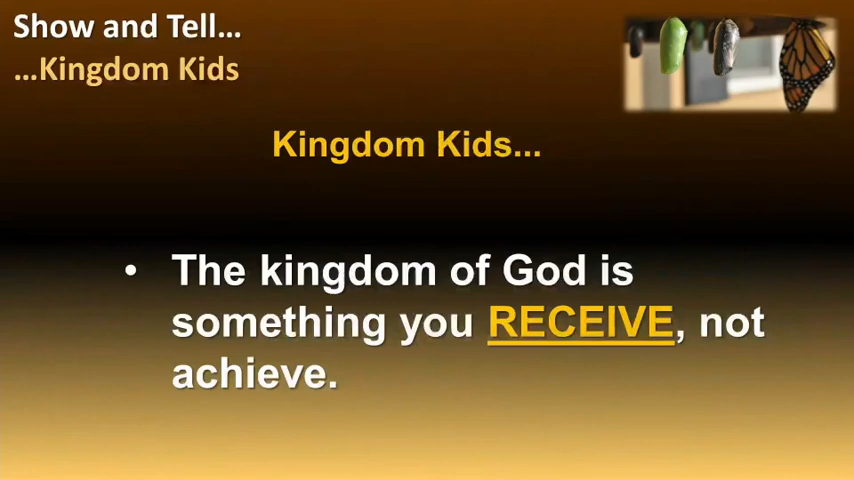 Show and Tell…
…Kingdom Kids
Kingdom Kids...
• The kingdom of God is
something you RECEIVE, not
achieve.